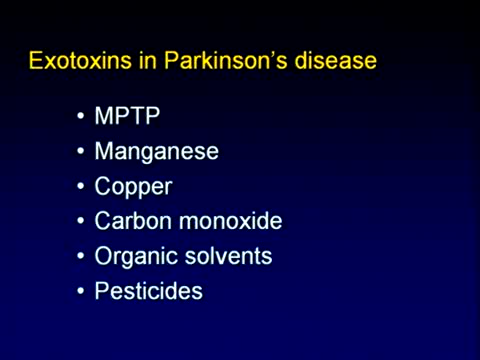 Exotoxins in Parkinson's disease
• MPTP
• Manganese
• Copper
• Carbon monoxide
• Organic solvents
• Pesticides